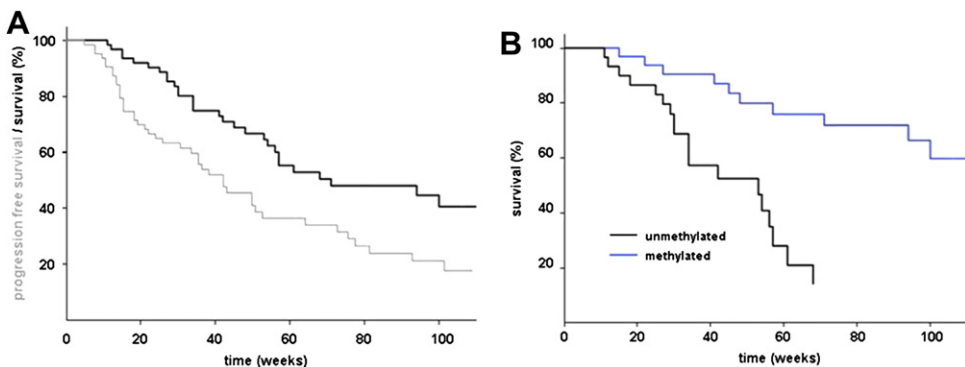 A
progression free survival / survival (%)
100
80
60
40
20
0 20 40 60 80 100
time (weeks)
B
survival (%)
100
80
60
40
20
unmethylated
methylated
0 20 40 60 80 100
time (weeks)